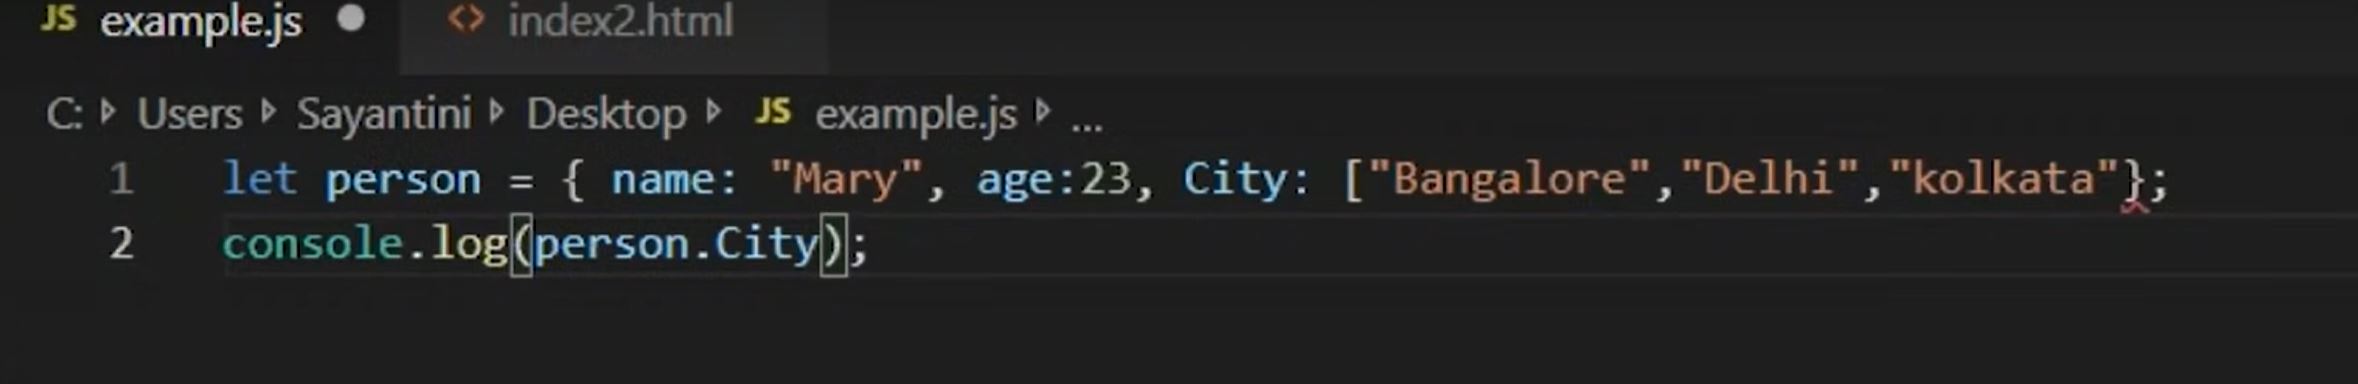 JS example.js ● <> index2.html
C: Users Sayantini Desktop JS example.js ...
1 let person = { name: "Mary", age:23, City: ["Bangalore","Delhi","kolkata"};
2 console.log(person.City);